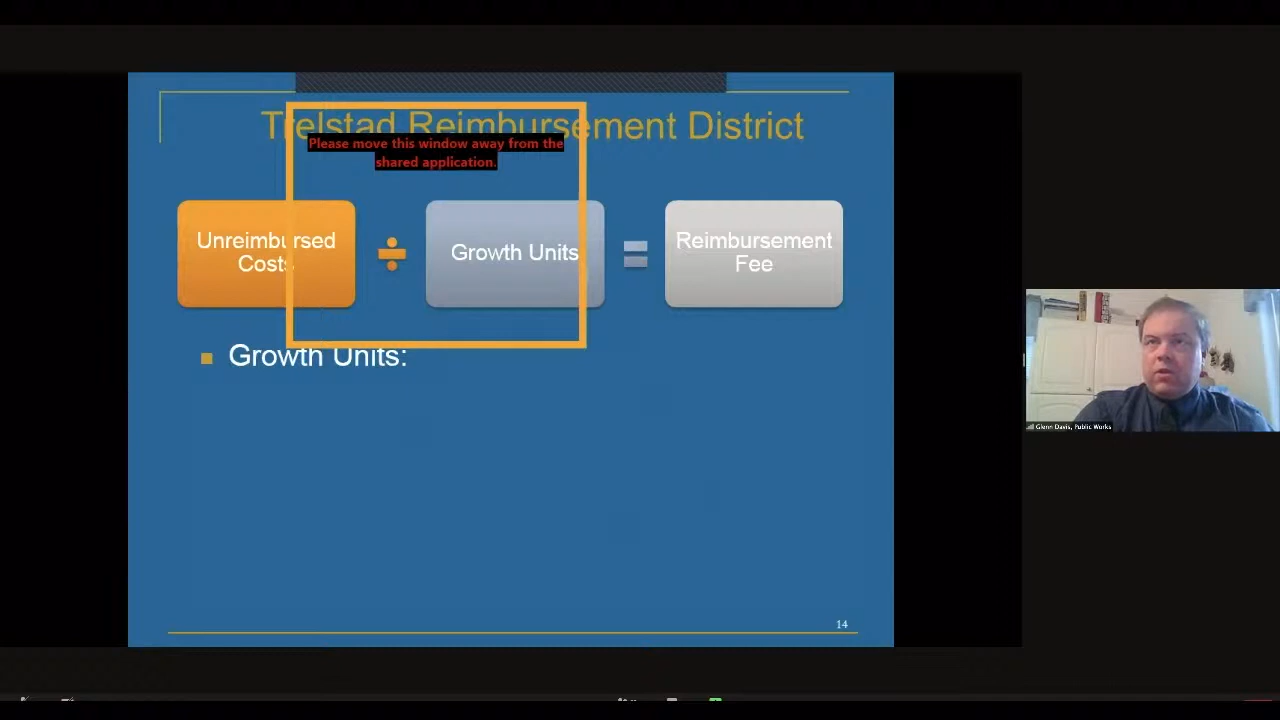 Trelstad Reimbursement District
Please move this window away from the
shared application.
Unreimbursed
Costs
÷
Growth Units
=
Reimbursement
Fee
Growth Units:
14
Glenn Davis, Public Works